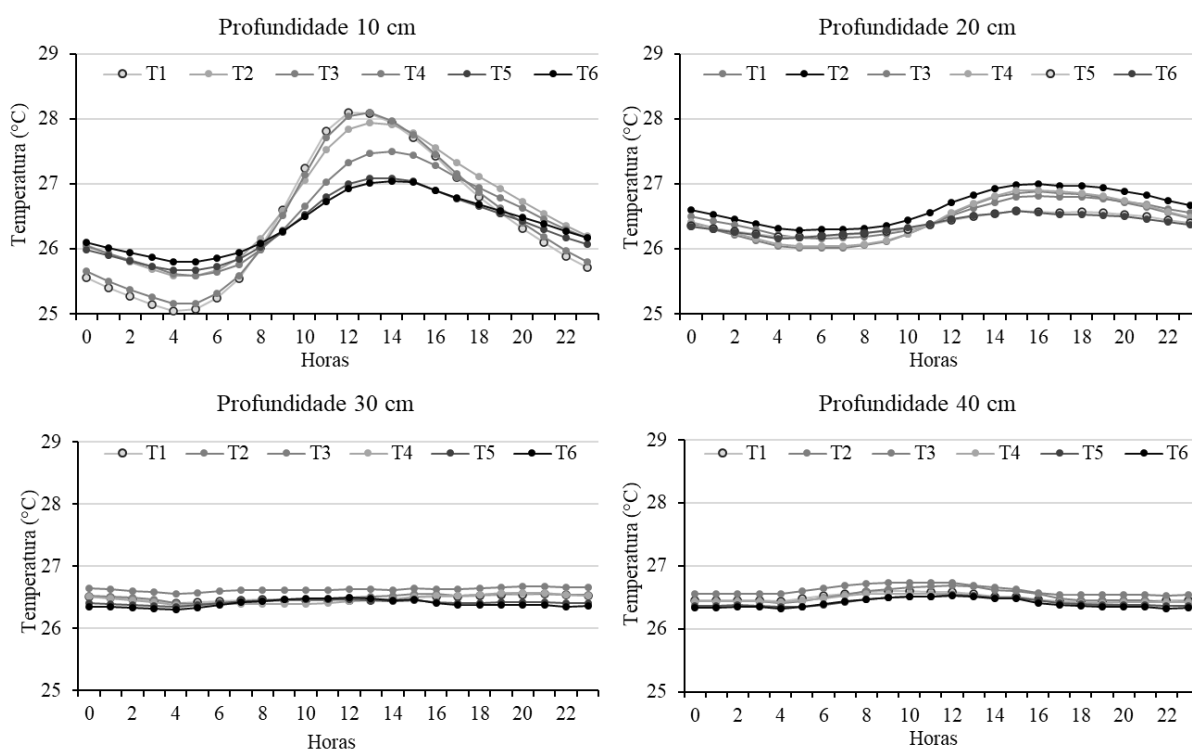 Profundidade 10 cm
29
28
27
26
25
Temperatura (°C)
T1 T2 T3 T4 T5 T6
0 2 4 6 8 10 12 14 16 18 20 22
Horas
Profundidade 20 cm
29
28
27
26
25
Temperatura (°C)
T1 T2 T3 T4 T5 T6
0 2 4 6 8 10 12 14 16 18 20 22
Horas
Profundidade 30 cm
29
28
27
26
25
Temperatura (°C)
T1 T2 T3 T4 T5 T6
0 2 4 6 8 10 12 14 16 18 20 22
Horas
Profundidade 40 cm
29
28
27
26
25
Temperatura (°C)
T1 T2 T3 T4 T5 T6
0 2 4 6 8 10 12 14 16 18 20 22
Horas